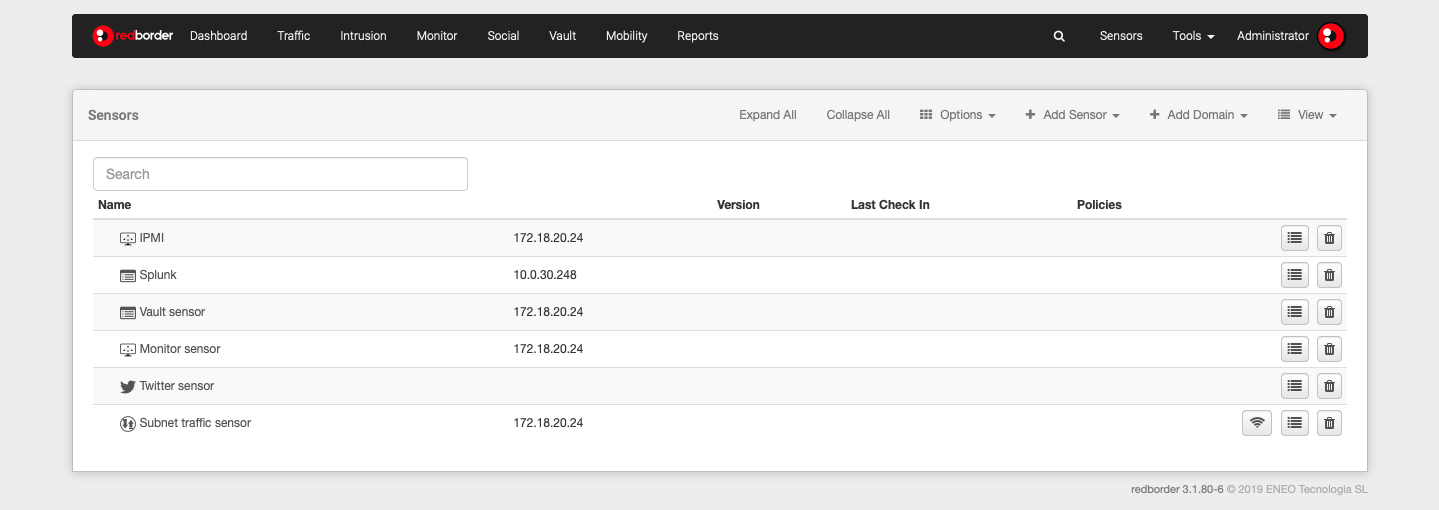 redborder Dashboard Traffic Intrusion Monitor Social Vault Mobility Reports Sensors Tools Administrator
Sensors Expand All Collapse All Options Add Sensor Add Domain View
Search
Name Version Last Check In Policies
IPMI 172.18.20.24
Splunk 10.0.30.248
Vault sensor 172.18.20.24
Monitor sensor 172.18.20.24
Twitter sensor
Subnet traffic sensor 172.18.20.24
redborder 3.1.80-6 © 2019 ENEO Tecnologia SL